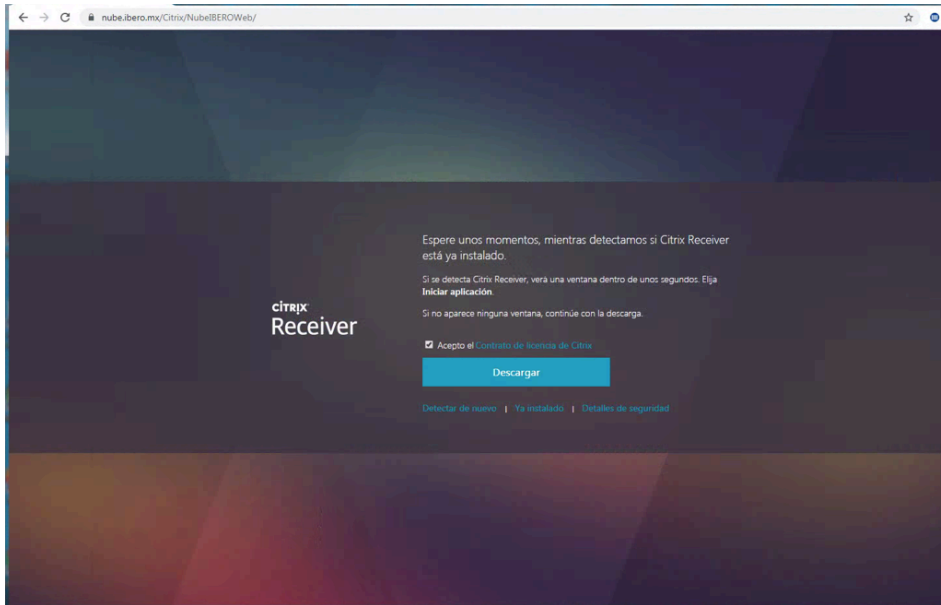 nube.ibero.mx/Citrix/NubeIBEROWeb/
Espere unos momentos, mientras detectamos si Citrix Receiver
está ya instalado.
Si se detecta Citrix Receiver, verá una ventana dentro de unos segundos. Elija
Iniciar aplicación.
Si no aparece ninguna ventana, continúe con la descarga.
CITRIX
Receiver
Acepto el Contrato de licencia de Citrix
Descargar
Detectar de nuevo | Ya instalado | Detalles de seguridad